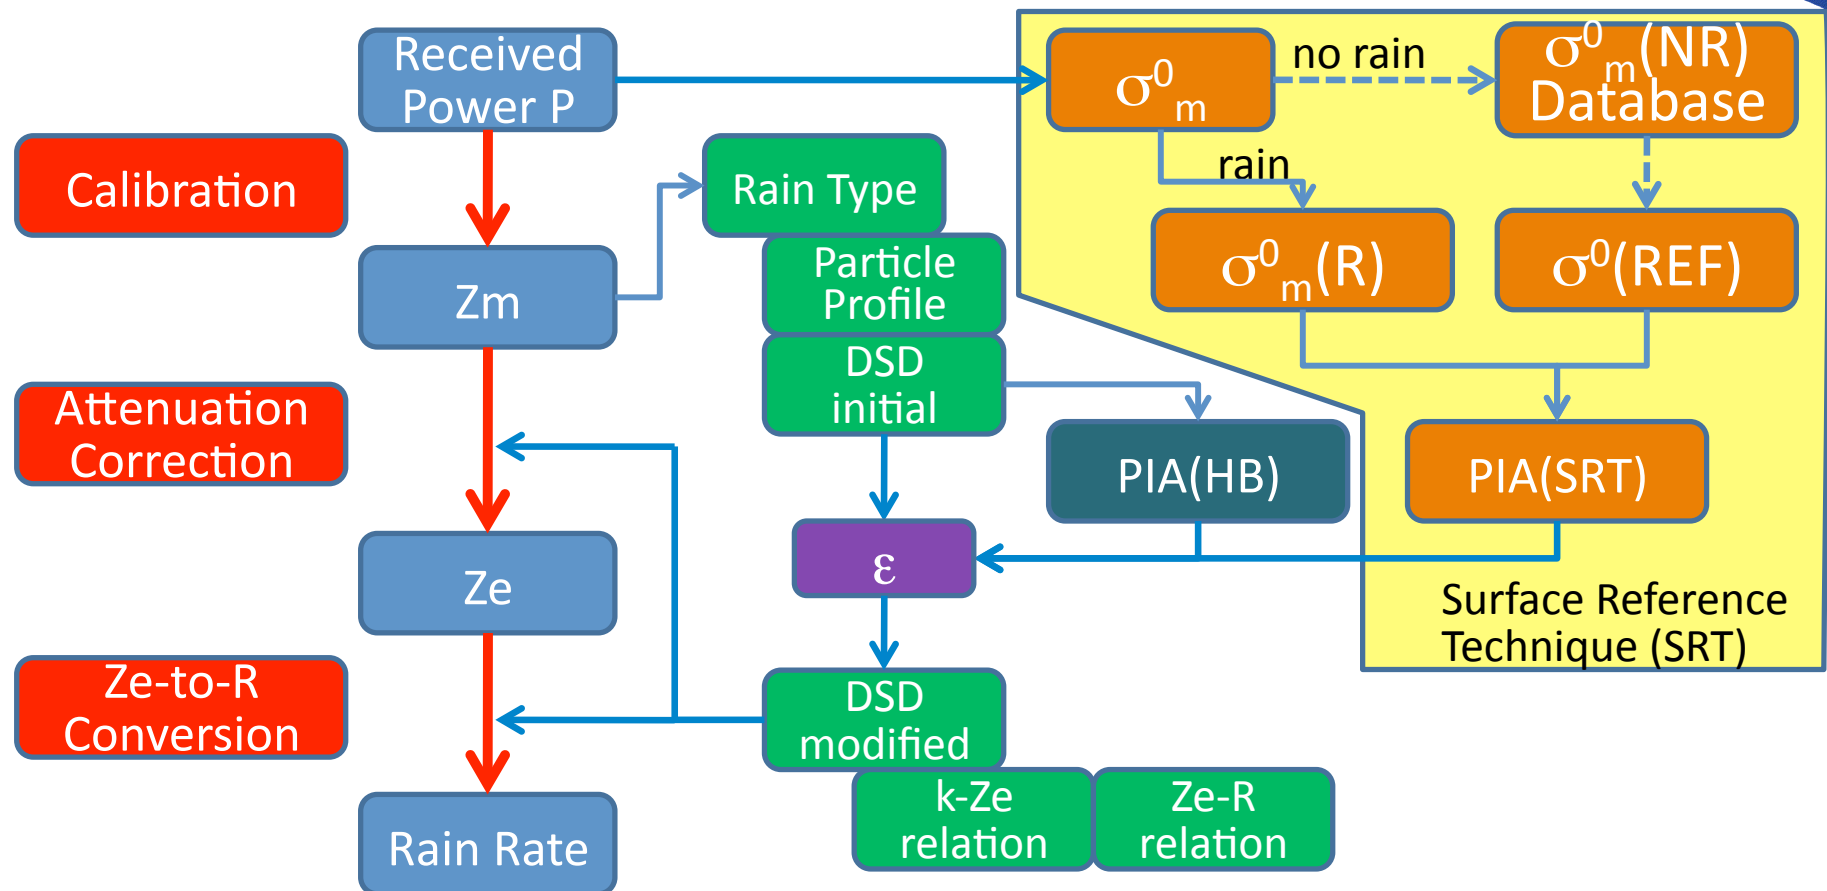 Received
Power P
Calibration
Zm
Attenuation
Correction
Ze
Ze-to-R
Conversion
Rain Rate
Rain Type
Particle
Profile
DSD
initial
ε
DSD
modified
k-Ze
relation
Ze-R
relation
PIA(HB)
σ⁰ₘ
no rain
σ⁰ₘ(NR)
Database
rain
σ⁰ₘ(R)
σ⁰(REF)
PIA(SRT)
Surface Reference
Technique (SRT)